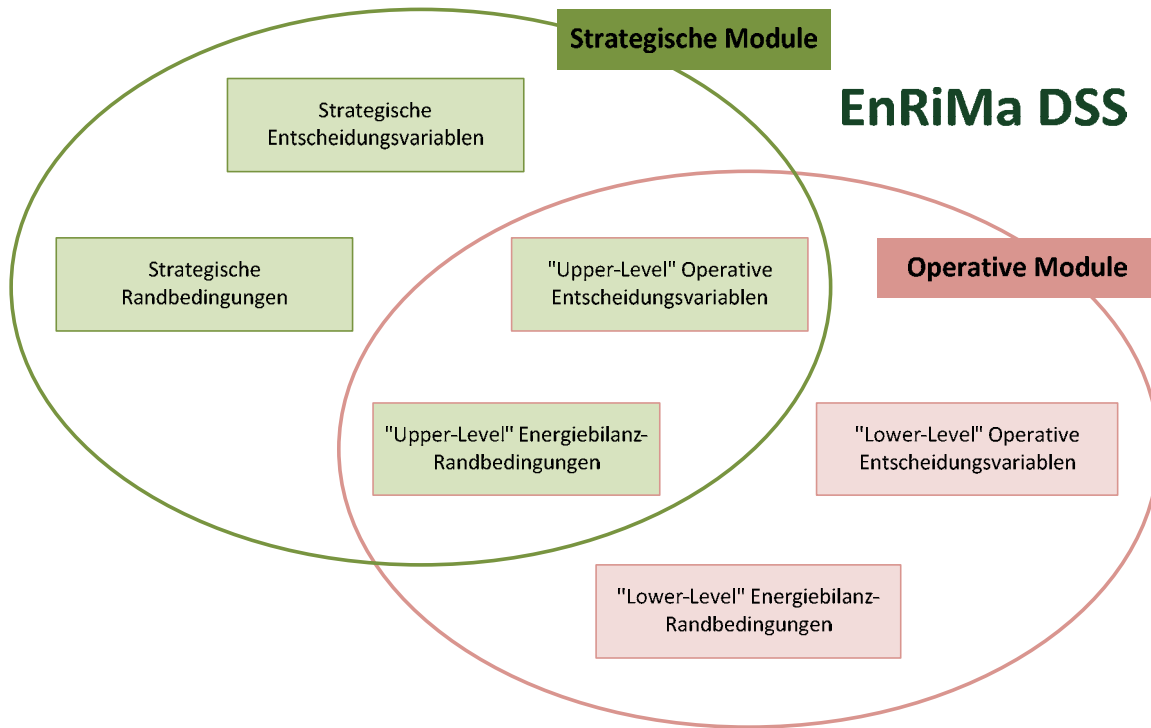 Strategische Module
EnRiMa DSS
Strategische
Entscheidungsvariablen
Strategische
Randbedingungen
"Upper-Level" Operative
Entscheidungsvariablen
Operative Module
"Upper-Level" Energiebilanz-
Randbedingungen
"Lower-Level" Operative
Entscheidungsvariablen
"Lower-Level" Energiebilanz-
Randbedingungen